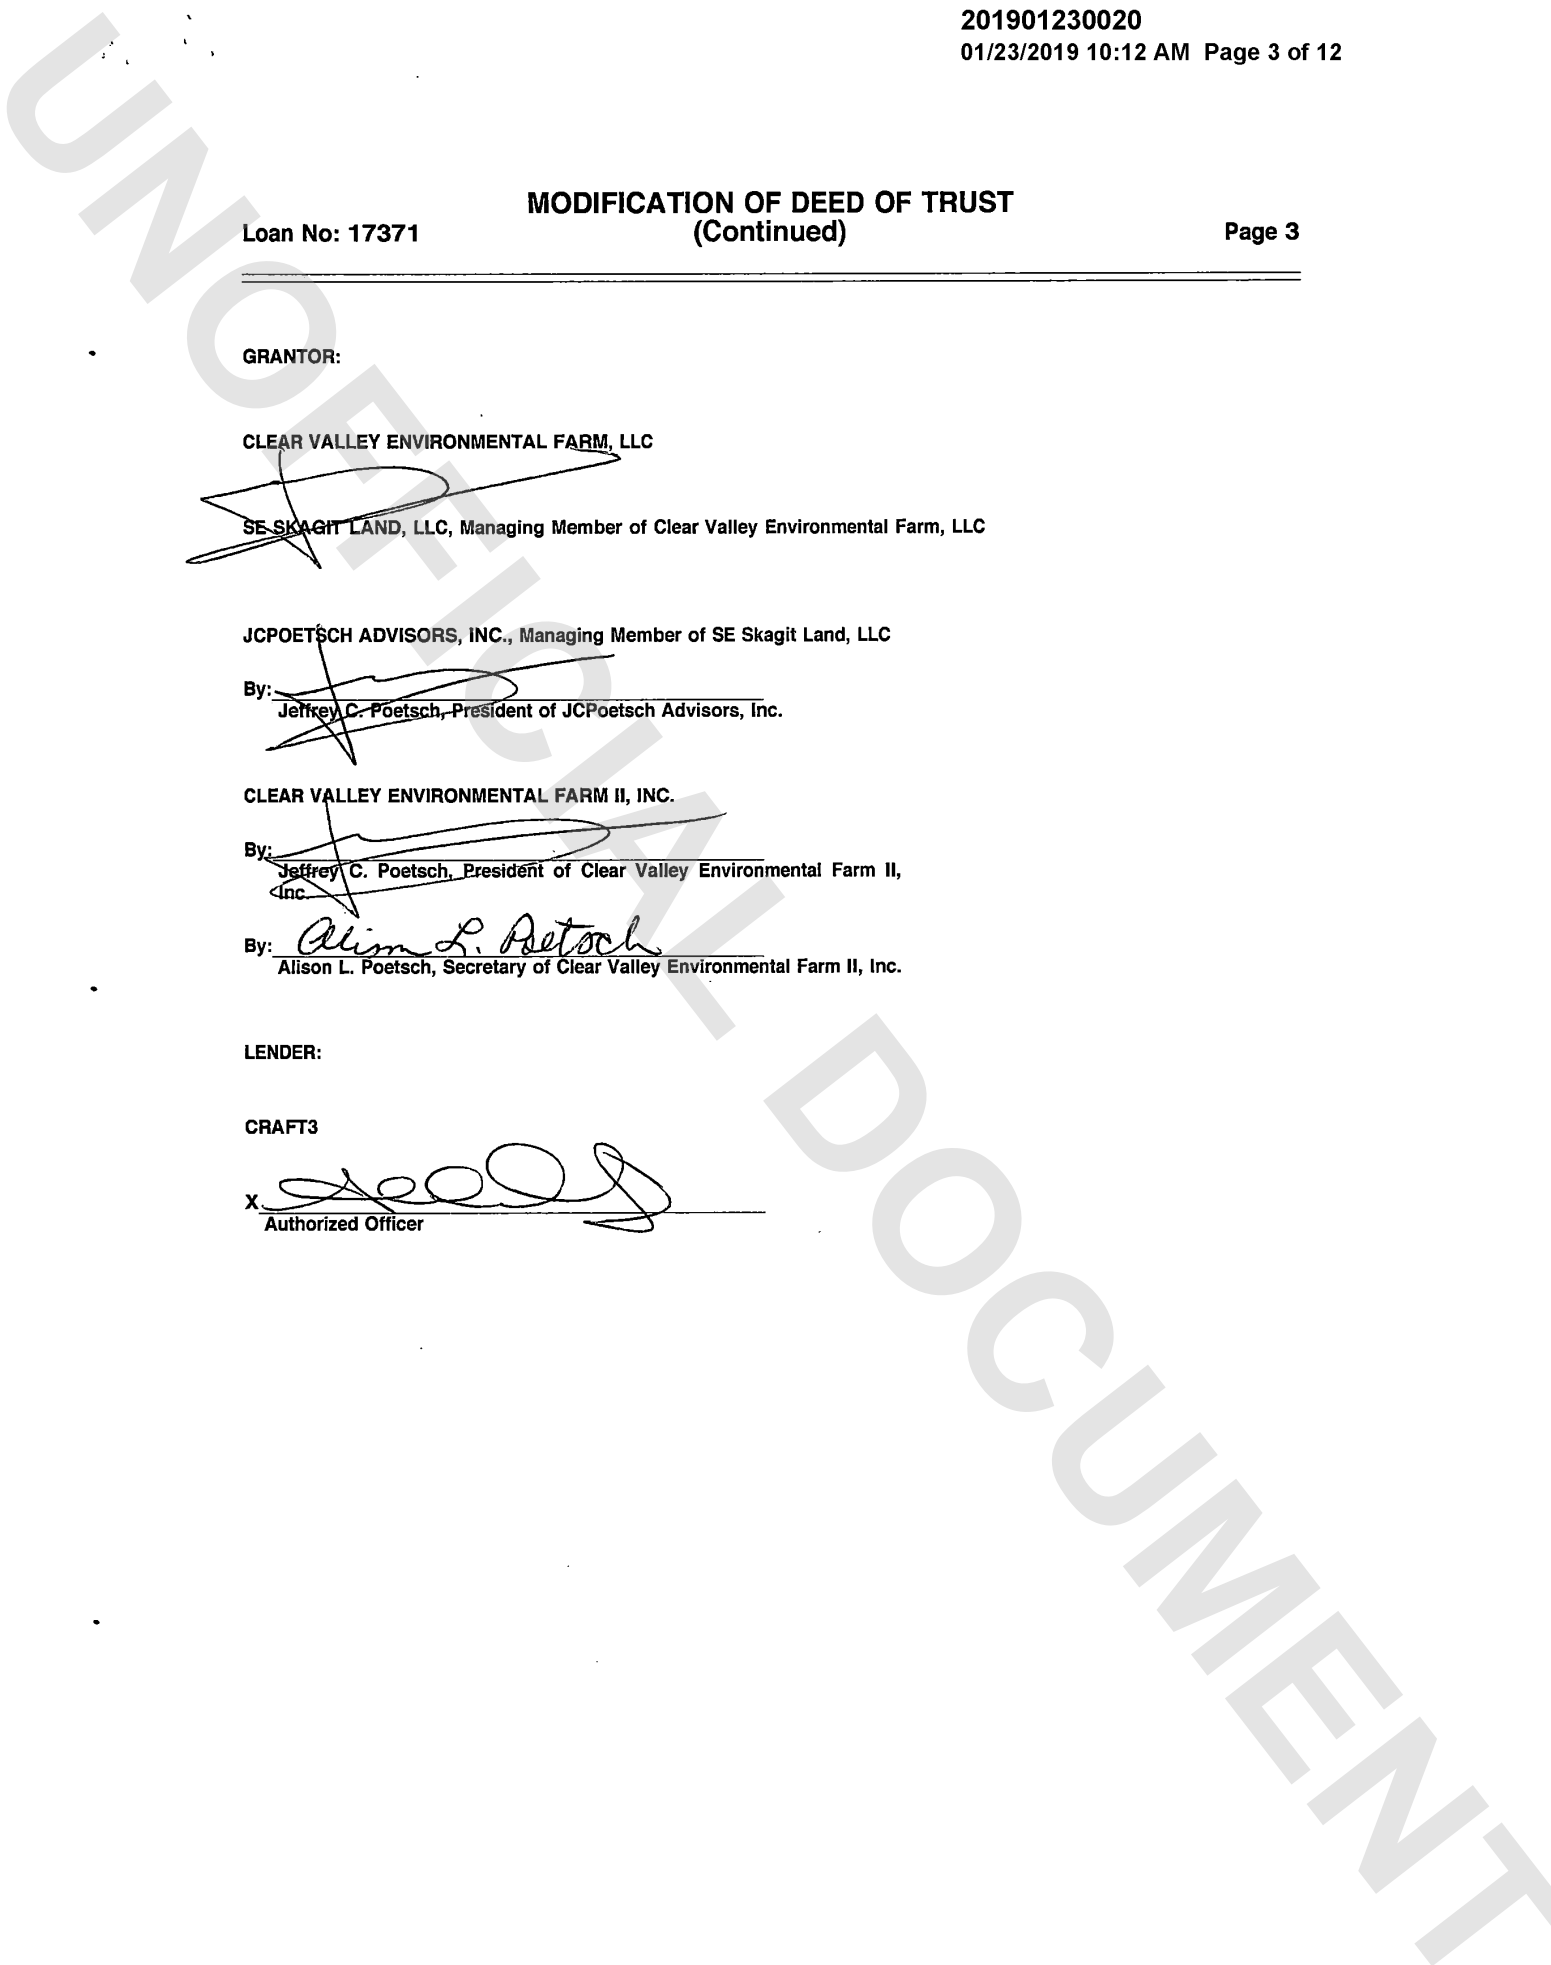 201901230020
01/23/2019 10:12 AM Page 3 of 12
MODIFICATION OF DEED OF TRUST
Loan No: 17371 (Continued) Page 3
GRANTOR:
CLEAR VALLEY ENVIRONMENTAL FARM, LLC
SE SKAGIT LAND, LLC, Managing Member of Clear Valley Environmental Farm, LLC
JCPOETSCH ADVISORS, INC., Managing Member of SE Skagit Land, LLC
By:
Jeffrey C. Poetsch, President of JCPoetsch Advisors, Inc.
CLEAR VALLEY ENVIRONMENTAL FARM II, INC.
By:
Jeffrey C. Poetsch, President of Clear Valley Environmental Farm II,
Inc.
By: Alison L. Poetsch
Alison L. Poetsch, Secretary of Clear Valley Environmental Farm II, Inc.
LENDER:
CRAFT3
X
Authorized Officer
UNOFFICIAL DOCUMENT